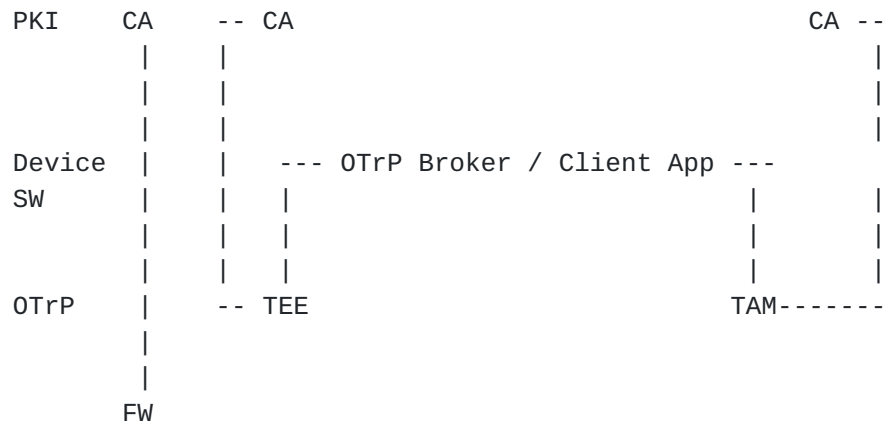 PKI    CA    -- CA                                 CA --
        |    |                                         |
        |    |                                         |
        |    |                                         |
Device  |    |   --- OTrP Broker / Client App ---
SW      |    |   |                              |      |
        |    |   |                              |      |
        |    |   |                              |      |
OTrP    |    -- TEE                            TAM-------
        |
        |
       FW